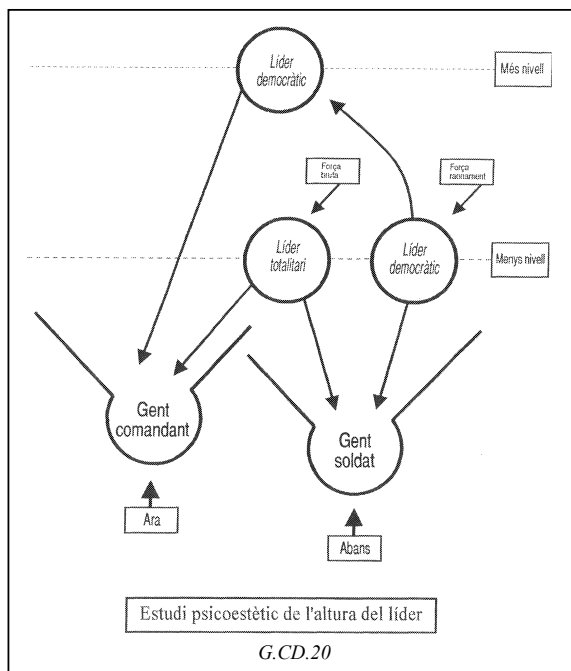 Líder
democràtic
Més nivell
Força
bruta
Força
raonament
Líder
totalitari
Líder
democràtic
Menys nivell
Gent
comandant
Gent
soldat
Ara
Abans
Estudi psicoestètic de l'altura del líder
G.CD.20